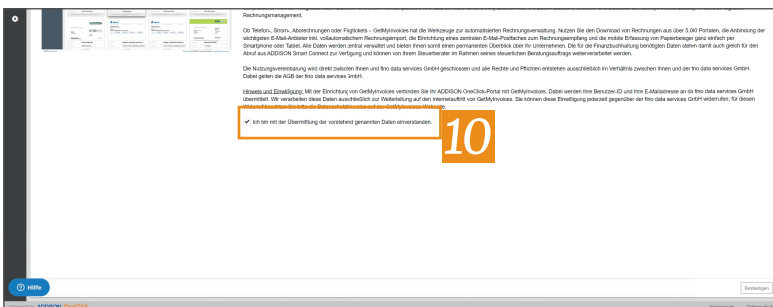 Rechnungsmanagement.
Ob Telefon-, Strom-, Abrechnungen oder Flugtickets – GetMyInvoices hat die Werkzeuge zur automatisierten Rechnungsverwaltung. Nutzen Sie den Download von Rechnungen aus über 5.000 Portalen, die Anbindung der
wichtigsten E-Mail-Anbieter inkl. vollautomatischem Rechnungsimport, die Einrichtung eines zentralen E-Mail-Postfaches zum Rechnungsempfang und die mobile Erfassung von Papierbelegen ganz einfach per
Smartphone oder Tablet. Alle Daten werden zentral verwaltet und bieten Ihnen somit einen permanenten Überblick über Ihr Unternehmen. Die für die Finanzbuchhaltung benötigten Daten stehen damit auch gleich für den
Abruf aus ADDISON Smart Connect zur Verfügung und können von Ihrem Steuerberater im Rahmen seines steuerlichen Beratungsauftrags weiterverarbeitet werden.
Die Nutzungsvereinbarung wird direkt zwischen Ihnen und fino data services GmbH geschlossen und alle Rechte und Pflichten entstehen ausschließlich im Verhältnis zwischen Ihnen und der fino data services GmbH.
Dabei gelten die AGB der fino data services GmbH.
Hinweis und Einwilligung: Mit der Einrichtung von GetMyInvoices verbinden Sie Ihr ADDISON OneClick-Portal mit GetMyInvoices. Dabei werden Ihre Benutzer-ID und Ihre E-Mailadresse an die fino data services GmbH
übermittelt. Wir verarbeiten diese Daten ausschließlich zur Weiterleitung auf den Internetauftritt von GetMyInvoices. Sie können diese Einwilligung jederzeit gegenüber der fino data services GmbH widerrufen; für diesen
Ich bin mit der Übermittlung der vorstehend genannten Daten einverstanden.
10
Hilfe
Bestätigen
ADDISON OneClick